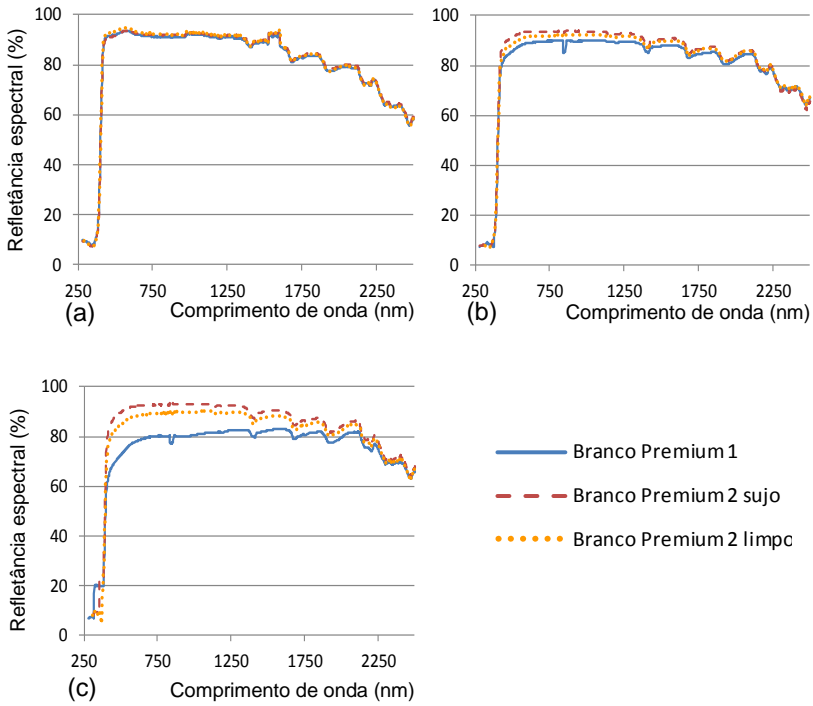 Refletância espectral (%)
100
80
60
40
20
0
250 750 1250 1750 2250
(a) Comprimento de onda (nm)
100
80
60
40
20
0
250 750 1250 1750 2250
(b) Comprimento de onda (nm)
Refletância espectral (%)
100
80
60
40
20
0
250 750 1250 1750 2250
(c) Comprimento de onda (nm)
Branco Premium 1
Branco Premium 2 sujo
Branco Premium 2 limpo